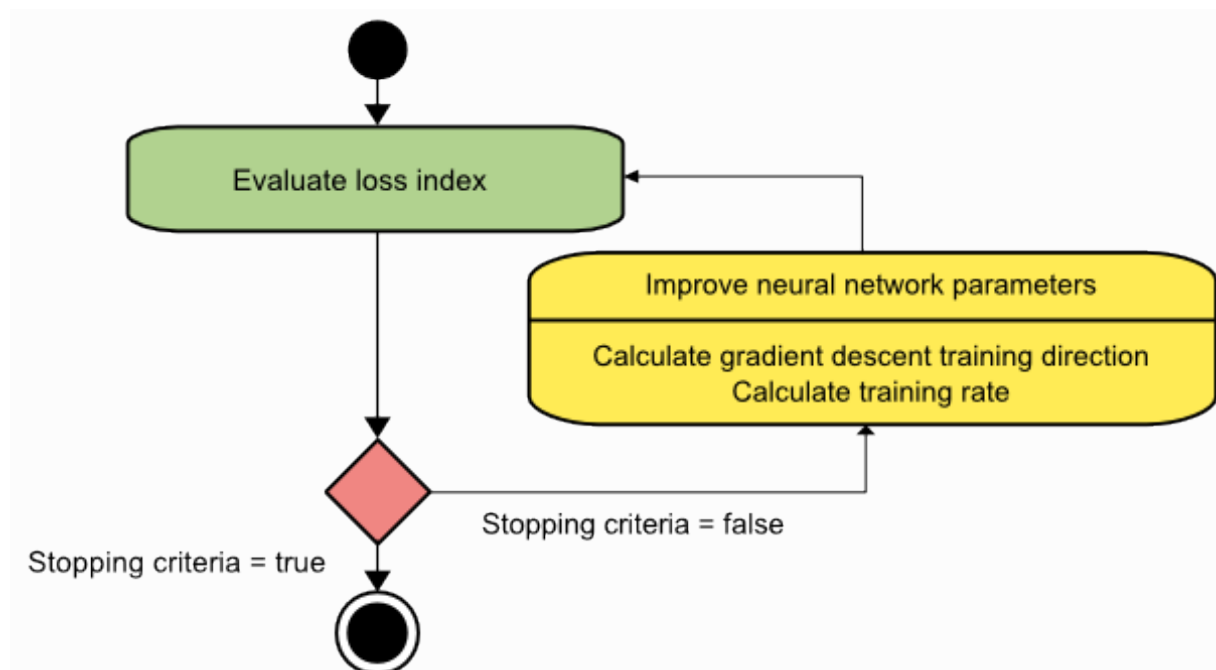 Evaluate loss index
Improve neural network parameters
Calculate gradient descent training direction
Calculate training rate
Stopping criteria = false
Stopping criteria = true